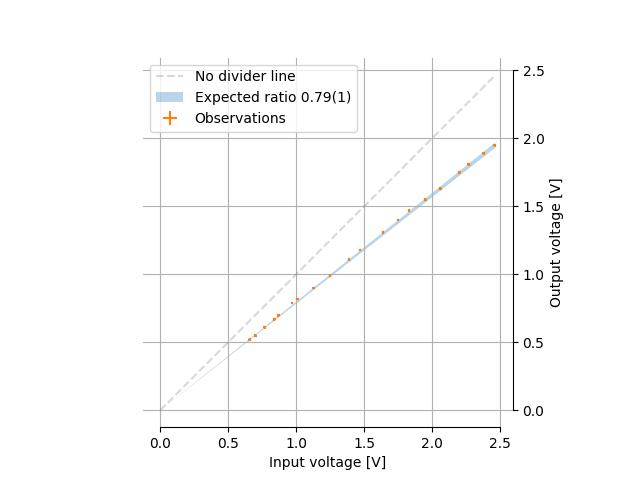 No divider line
Expected ratio 0.79(1)
Observations
2.5
2.0
1.5
1.0
0.5
0.0
Output voltage [V]
0.0 0.5 1.0 1.5 2.0 2.5
Input voltage [V]